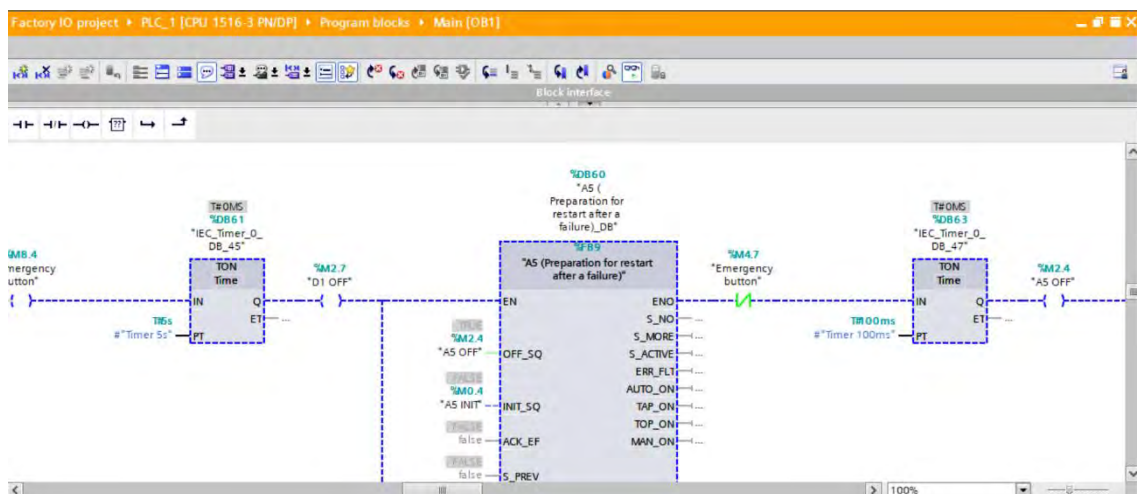 Factory IO project ▸ PLC_1 [CPU 1516-3 PN/DP] ▸ Program blocks ▸ Main [OB1]
Block interface
??
%M8.4
mergency
utton"
T#0MS
%DB61
"IEC_Timer_0_
DB_45"
TON
Time
IN
Q
ET
...
T#5s
#"Timer 5s"
PT
%M2.7
"D1 OFF"
%DB60
"A5 (
Preparation for
restart after a
failure)_DB"
%FB9
"A5 (Preparation for restart
after a failure)"
EN
ENO
S_NO
...
TRUE
%M2.4
"A5 OFF"
OFF_SQ
S_MORE
...
S_ACTIVE
...
ERR_FLT
...
FALSE
%M0.4
"A5 INIT"
INIT_SQ
AUTO_ON
...
TAP_ON
...
TOP_ON
...
FALSE
false
ACK_EF
MAN_ON
...
FALSE
false
S_PREV
%M4.7
"Emergency
button"
T#0MS
%DB63
"IEC_Timer_0_
DB_47"
TON
Time
IN
Q
ET
...
T#100ms
#"Timer 100ms"
PT
%M2.4
"A5 OFF"
100%